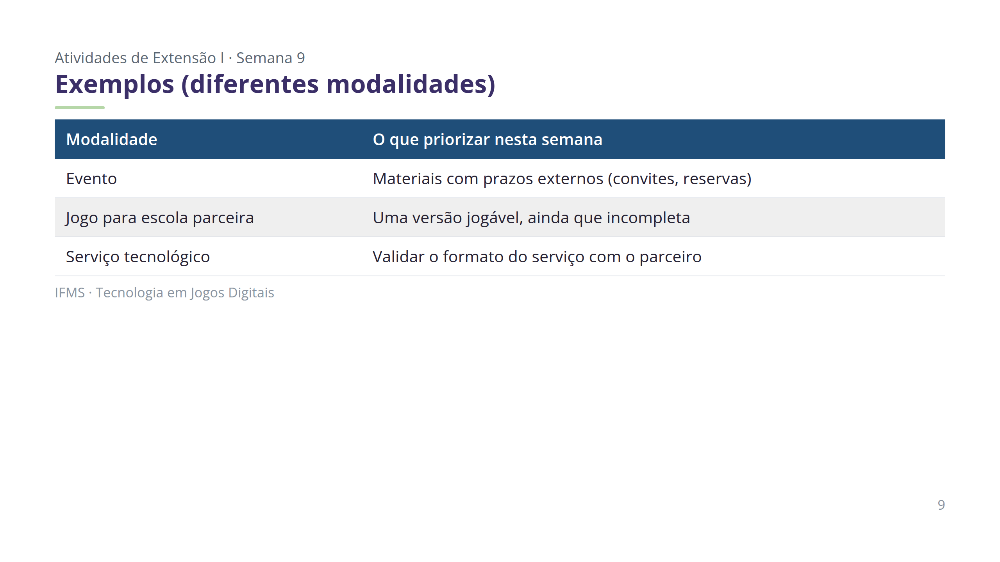 Atividades de Extensão I · Semana 9
Exemplos (diferentes modalidades)
Modalidade O que priorizar nesta semana
Evento Materiais com prazos externos (convites, reservas)
Jogo para escola parceira Uma versão jogável, ainda que incompleta
Serviço tecnológico Validar o formato do serviço com o parceiro
IFMS · Tecnologia em Jogos Digitais
9